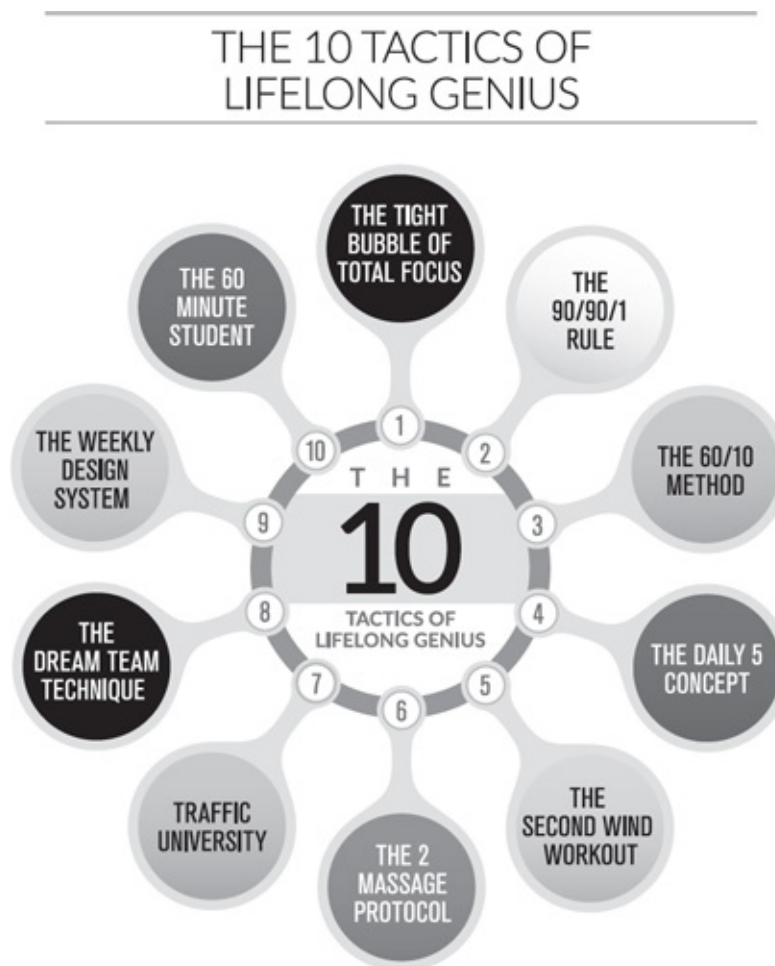 THE 10 TACTICS OF
LIFELONG GENIUS
THE TIGHT
BUBBLE OF
TOTAL FOCUS
THE
90/90/1
RULE
THE 60/10
METHOD
THE DAILY 5
CONCEPT
THE
SECOND WIND
WORKOUT
THE 2
MASSAGE
PROTOCOL
TRAFFIC
UNIVERSITY
THE
DREAM TEAM
TECHNIQUE
THE WEEKLY
DESIGN
SYSTEM
THE 60
MINUTE
STUDENT
1
2
3
4
5
6
7
8
9
10
THE
10
TACTICS OF
LIFELONG GENIUS